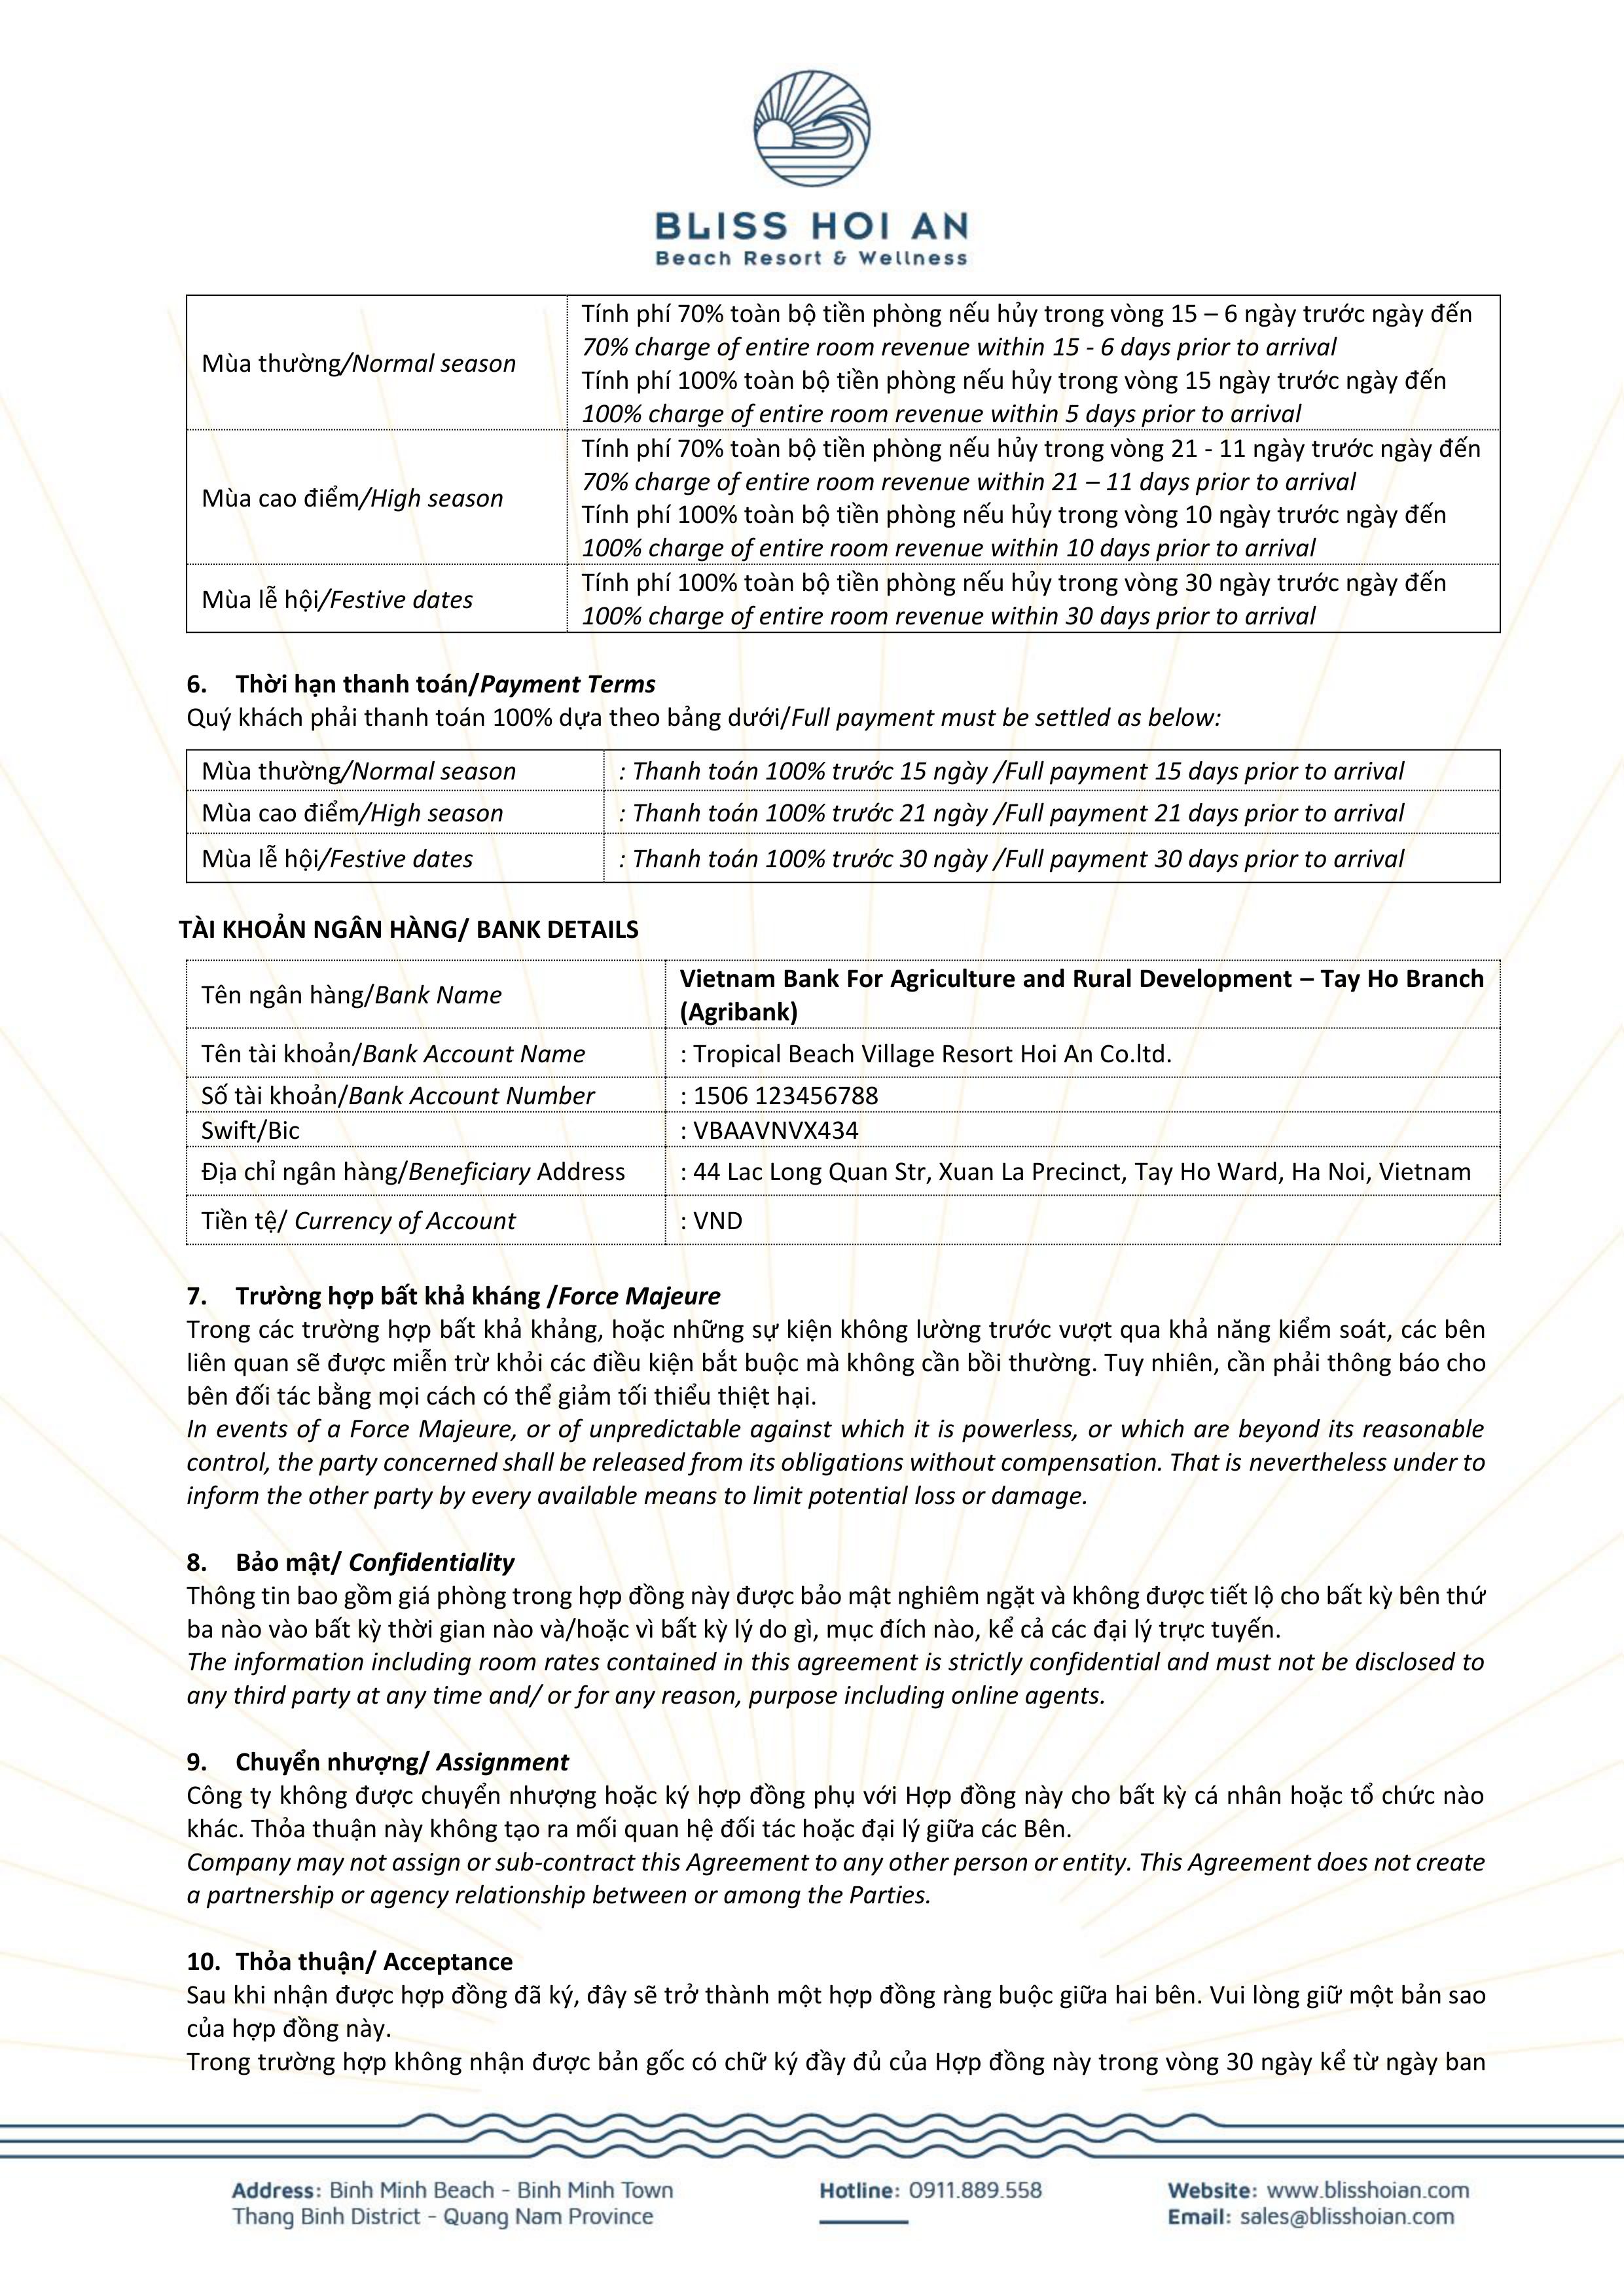 BLISS HOI AN
Beach Resort & Wellness
Mùa thường/Normal season
Tính phí 70% toàn bộ tiền phòng nếu hủy trong vòng 15 – 6 ngày trước ngày đến
70% charge of entire room revenue within 15 - 6 days prior to arrival
Tính phí 100% toàn bộ tiền phòng nếu hủy trong vòng 15 ngày trước ngày đến
100% charge of entire room revenue within 5 days prior to arrival
Mùa cao điểm/High season
Tính phí 70% toàn bộ tiền phòng nếu hủy trong vòng 21 - 11 ngày trước ngày đến
70% charge of entire room revenue within 21 – 11 days prior to arrival
Tính phí 100% toàn bộ tiền phòng nếu hủy trong vòng 10 ngày trước ngày đến
100% charge of entire room revenue within 10 days prior to arrival
Mùa lễ hội/Festive dates
Tính phí 100% toàn bộ tiền phòng nếu hủy trong vòng 30 ngày trước ngày đến
100% charge of entire room revenue within 30 days prior to arrival
6. Thời hạn thanh toán/Payment Terms
Quý khách phải thanh toán 100% dựa theo bảng dưới/Full payment must be settled as below:
Mùa thường/Normal season : Thanh toán 100% trước 15 ngày /Full payment 15 days prior to arrival
Mùa cao điểm/High season : Thanh toán 100% trước 21 ngày /Full payment 21 days prior to arrival
Mùa lễ hội/Festive dates : Thanh toán 100% trước 30 ngày /Full payment 30 days prior to arrival
TÀI KHOẢN NGÂN HÀNG/ BANK DETAILS
Tên ngân hàng/Bank Name
Vietnam Bank For Agriculture and Rural Development – Tay Ho Branch
(Agribank)
Tên tài khoản/Bank Account Name : Tropical Beach Village Resort Hoi An Co.ltd.
Số tài khoản/Bank Account Number : 1506 123456788
Swift/Bic : VBAAVNVX434
Địa chỉ ngân hàng/Beneficiary Address : 44 Lac Long Quan Str, Xuan La Precinct, Tay Ho Ward, Ha Noi, Vietnam
Tiền tệ/ Currency of Account : VND
7. Trường hợp bất khả kháng /Force Majeure
Trong các trường hợp bất khả khảng, hoặc những sự kiện không lường trước vượt qua khả năng kiểm soát, các bên
liên quan sẽ được miễn trừ khỏi các điều kiện bắt buộc mà không cần bồi thường. Tuy nhiên, cần phải thông báo cho
bên đối tác bằng mọi cách có thể giảm tối thiểu thiệt hại.
In events of a Force Majeure, or of unpredictable against which it is powerless, or which are beyond its reasonable
control, the party concerned shall be released from its obligations without compensation. That is nevertheless under to
inform the other party by every available means to limit potential loss or damage.
8. Bảo mật/ Confidentiality
Thông tin bao gồm giá phòng trong hợp đồng này được bảo mật nghiêm ngặt và không được tiết lộ cho bất kỳ bên thứ
ba nào vào bất kỳ thời gian nào và/hoặc vì bất kỳ lý do gì, mục đích nào, kể cả các đại lý trực tuyến.
The information including room rates contained in this agreement is strictly confidential and must not be disclosed to
any third party at any time and/ or for any reason, purpose including online agents.
9. Chuyển nhượng/ Assignment
Công ty không được chuyển nhượng hoặc ký hợp đồng phụ với Hợp đồng này cho bất kỳ cá nhân hoặc tổ chức nào
khác. Thỏa thuận này không tạo ra mối quan hệ đối tác hoặc đại lý giữa các Bên.
Company may not assign or sub-contract this Agreement to any other person or entity. This Agreement does not create
a partnership or agency relationship between or among the Parties.
10. Thỏa thuận/ Acceptance
Sau khi nhận được hợp đồng đã ký, đây sẽ trở thành một hợp đồng ràng buộc giữa hai bên. Vui lòng giữ một bản sao
của hợp đồng này.
Trong trường hợp không nhận được bản gốc có chữ ký đầy đủ của Hợp đồng này trong vòng 30 ngày kể từ ngày ban
Address: Binh Minh Beach - Binh Minh Town
Thang Binh District - Quang Nam Province
Hotline: 0911.889.558
Website: www.blisshoian.com
Email: sales@blisshoian.com